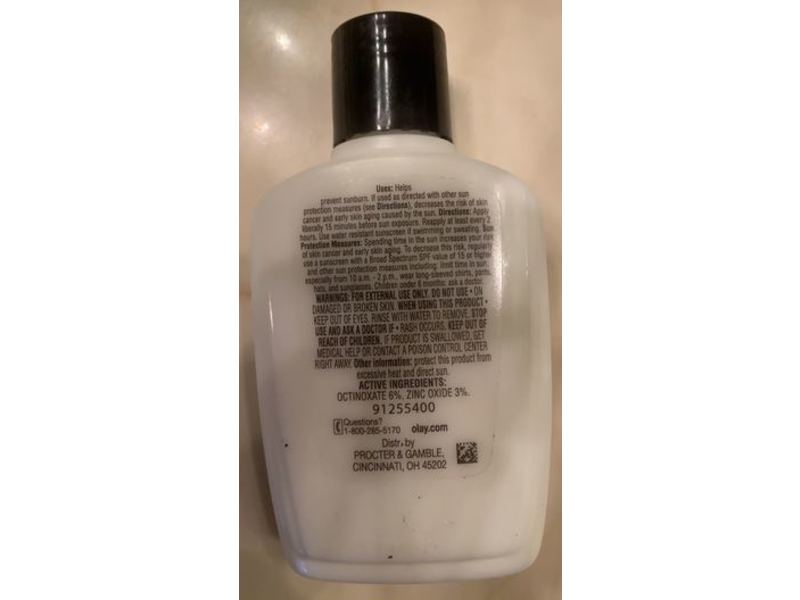 Uses: Helps
prevent sunburn. If used as directed with other sun
protection measures (see Directions), decreases the risk of skin
cancer and early skin aging caused by the sun. Directions: Apply
liberally 15 minutes before sun exposure. Reapply at least every 2
hours. Use water resistant sunscreen if swimming or sweating. Sun
Protection Measures: Spending time in the sun increases your risk
of skin cancer and early skin aging. To decrease this risk, regularly
use a sunscreen with a Broad Spectrum SPF value of 15 or higher
and other sun protection measures including: limit time in sun,
especially from 10 a.m. - 2 p.m., wear long-sleeved shirts, pants,
hats, and sunglasses. Children under 6 months: ask a doctor.
WARNINGS: FOR EXTERNAL USE ONLY. DO NOT USE • ON
DAMAGED OR BROKEN SKIN. WHEN USING THIS PRODUCT •
KEEP OUT OF EYES. RINSE WITH WATER TO REMOVE. STOP
USE AND ASK A DOCTOR IF • RASH OCCURS. KEEP OUT OF
REACH OF CHILDREN. IF PRODUCT IS SWALLOWED, GET
MEDICAL HELP OR CONTACT A POISON CONTROL CENTER
RIGHT AWAY. Other information: protect this product from
excessive heat and direct sun.
ACTIVE INGREDIENTS:
OCTINOXATE 6%, ZINC OXIDE 3%.
91255400
Questions?
1-800-285-5170 olay.com
Distr. by
PROCTER & GAMBLE,
CINCINNATI, OH 45202